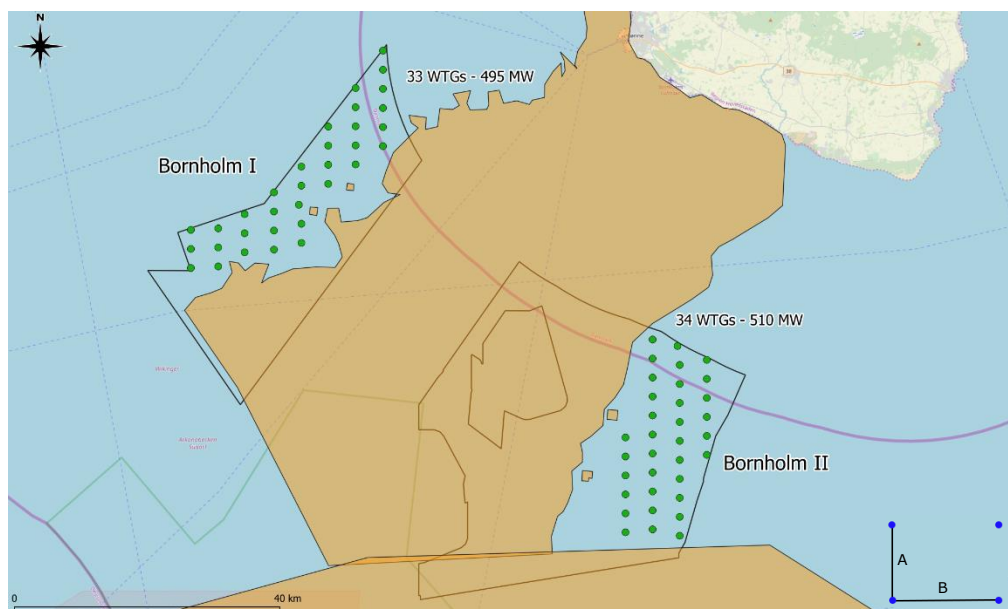 N
33 WTGs - 495 MW
Bornholm I
34 WTGs - 510 MW
Bornholm II
A
B
0
40 km